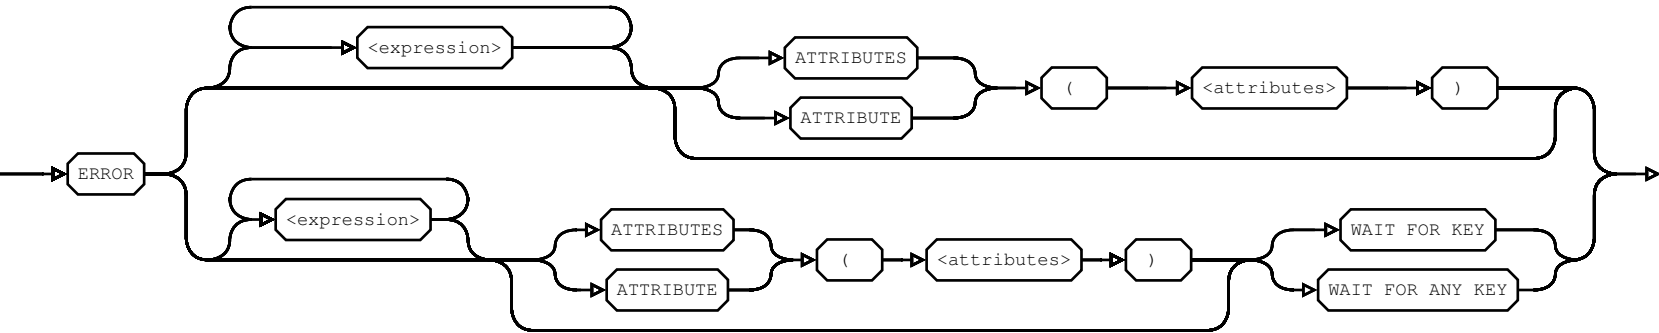 <expression>
ATTRIBUTES
( <attributes> )
ATTRIBUTE
ERROR
<expression>
ATTRIBUTES
WAIT FOR KEY
( <attributes> )
ATTRIBUTE
WAIT FOR ANY KEY